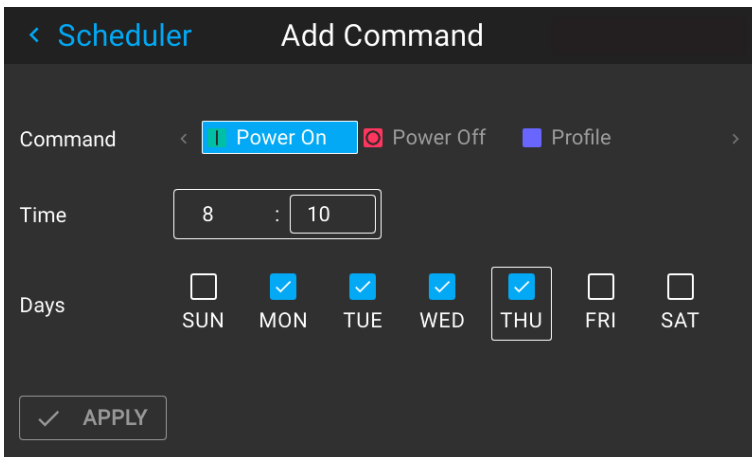 Scheduler Add Command
Command Power On Power Off Profile
Time 8 : 10
Days
SUN MON TUE WED THU FRI SAT
APPLY